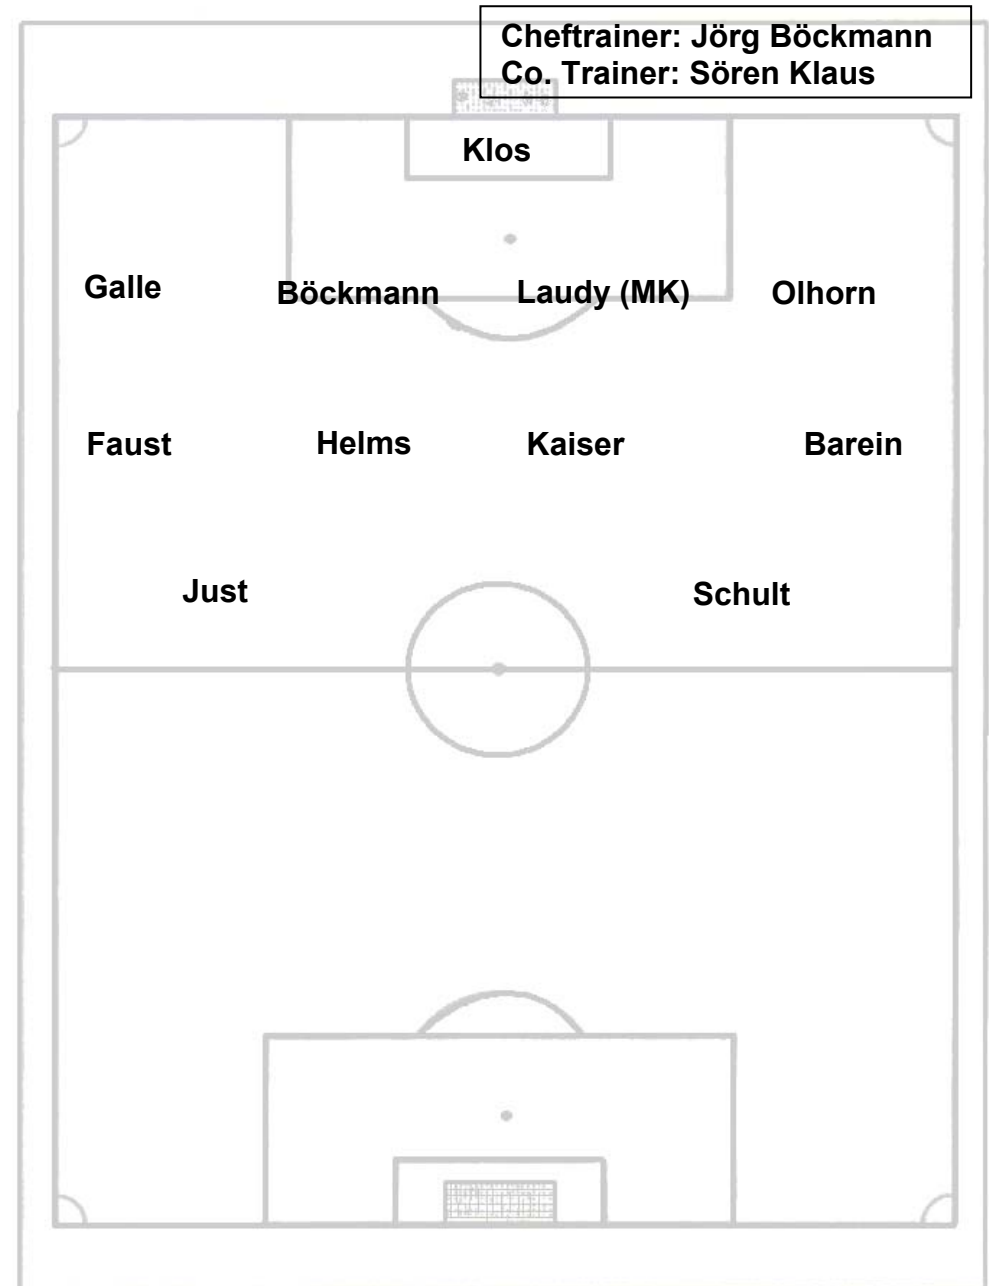 Cheftrainer: Jörg Böckmann
Co. Trainer: Sören Klaus
Klos
Galle Böckmann Laudy (MK) Olhorn
Faust Helms Kaiser Barein
Just Schult